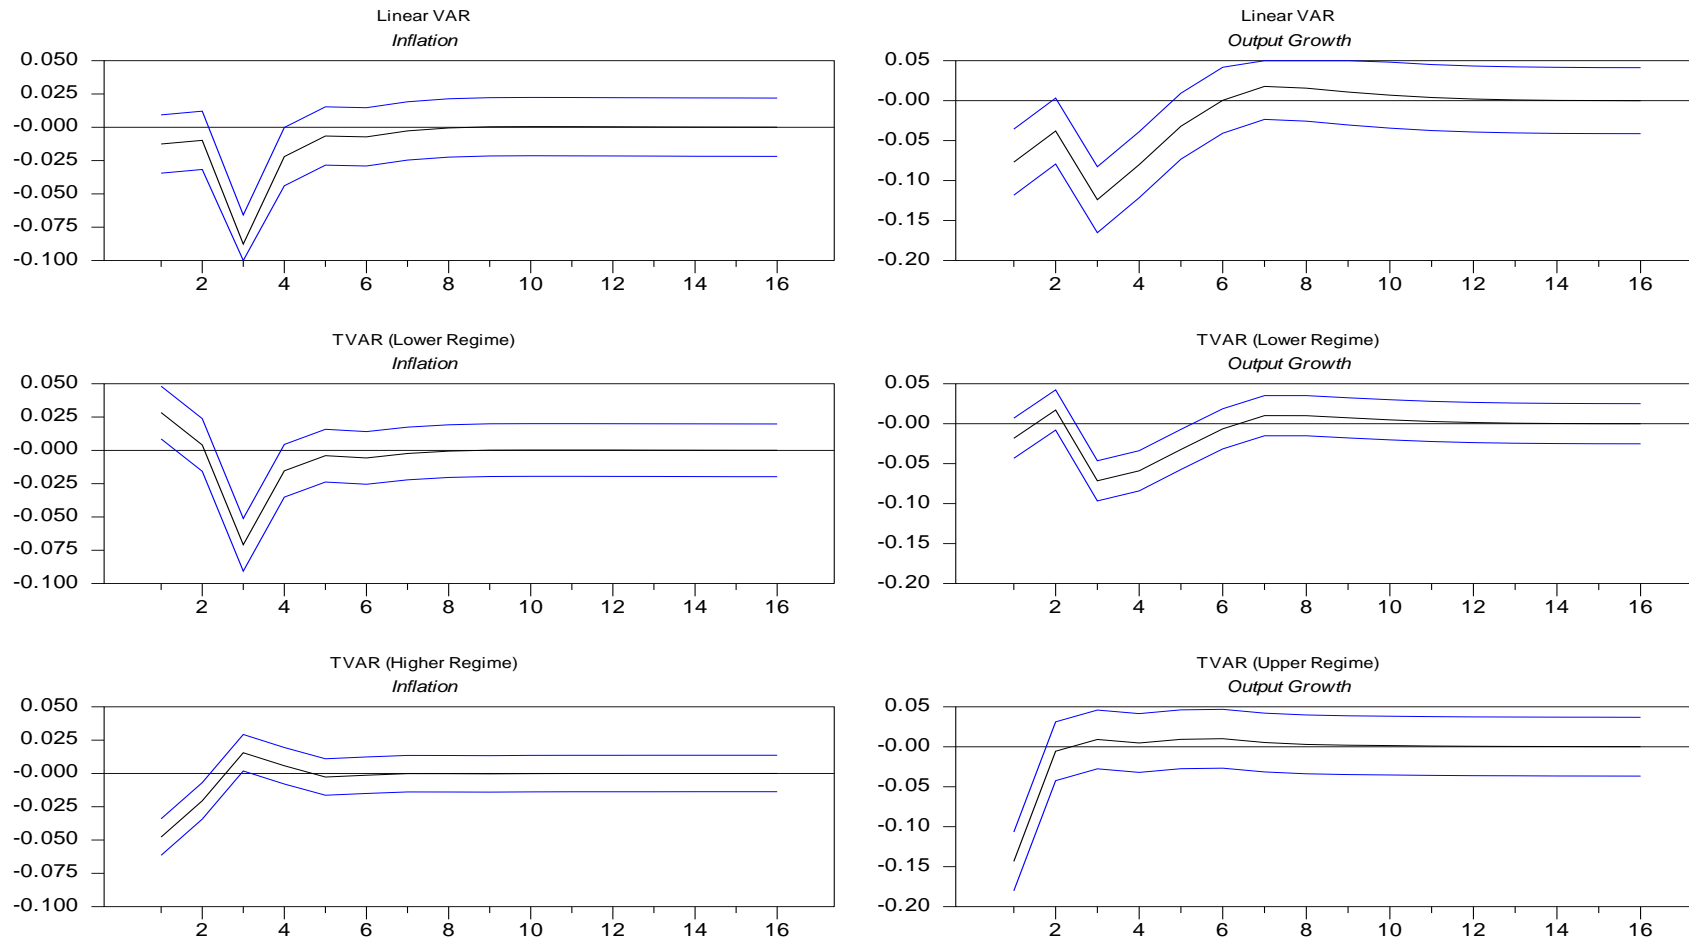 Linear VAR
Inflation
0.050
0.025
-0.000
-0.025
-0.050
-0.075
-0.100
2 4 6 8 10 12 14 16
Linear VAR
Output Growth
0.05
-0.00
-0.05
-0.10
-0.15
-0.20
2 4 6 8 10 12 14 16
TVAR (Lower Regime)
Inflation
0.050
0.025
-0.000
-0.025
-0.050
-0.075
-0.100
2 4 6 8 10 12 14 16
TVAR (Lower Regime)
Output Growth
0.05
-0.00
-0.05
-0.10
-0.15
-0.20
2 4 6 8 10 12 14 16
TVAR (Higher Regime)
Inflation
0.050
0.025
-0.000
-0.025
-0.050
-0.075
-0.100
2 4 6 8 10 12 14 16
TVAR (Upper Regime)
Output Growth
0.05
-0.00
-0.05
-0.10
-0.15
-0.20
2 4 6 8 10 12 14 16